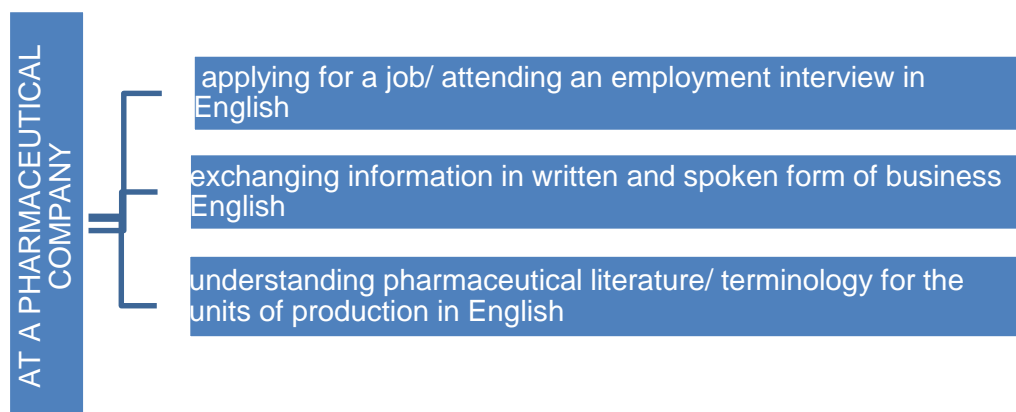 AT A PHARMACEUTICAL
COMPANY
applying for a job/ attending an employment interview in
English
exchanging information in written and spoken form of business
English
understanding pharmaceutical literature/ terminology for the
units of production in English